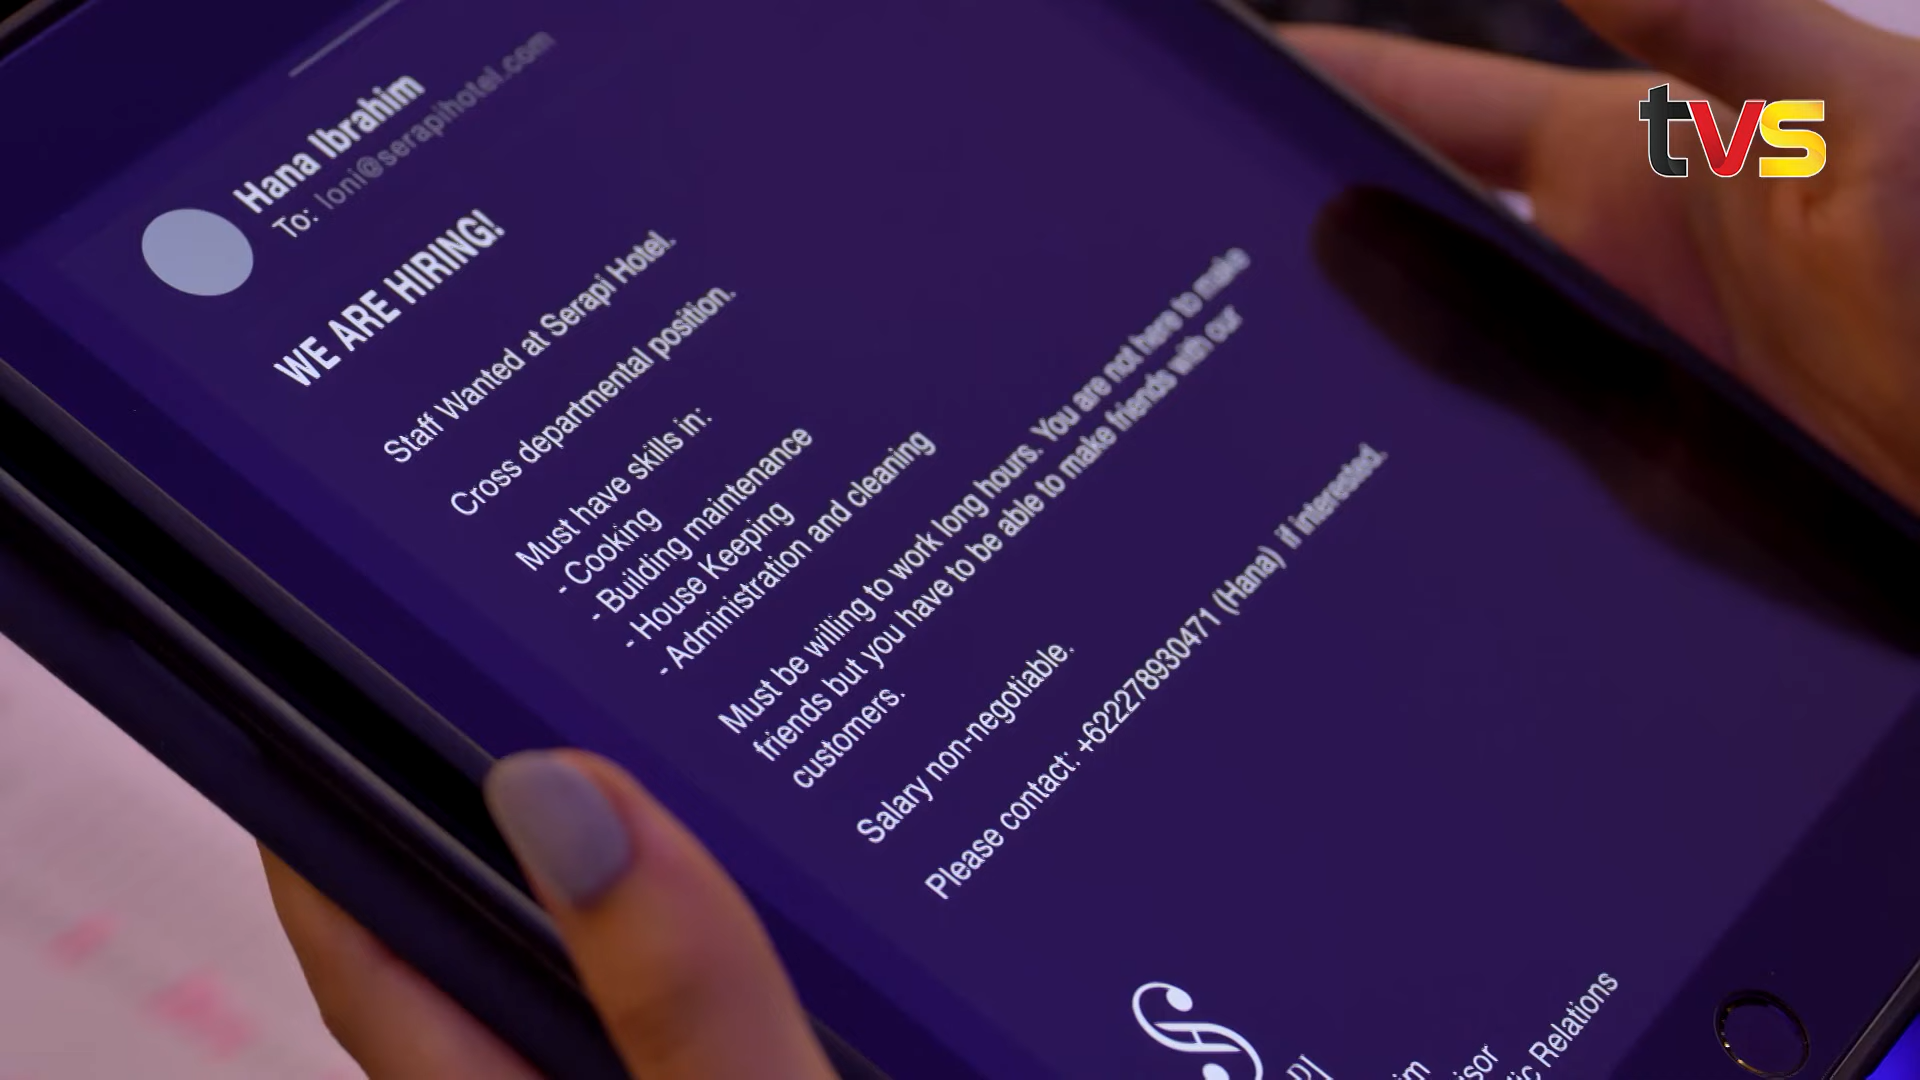 tvs
Hana Ibrahim
To: loni@serapihotel.com
WE ARE HIRING!
Staff Wanted at Serapi Hotel.
Cross departmental position.
Must have skills in:
- Cooking
- Building maintenance
- House Keeping
- Administration and cleaning
Must be willing to work long hours. You are not here to make
friends but you have to be able to make friends with our
customers.
Salary non-negotiable.
Please contact: +622278930471 (Hana) if interested.
Relations